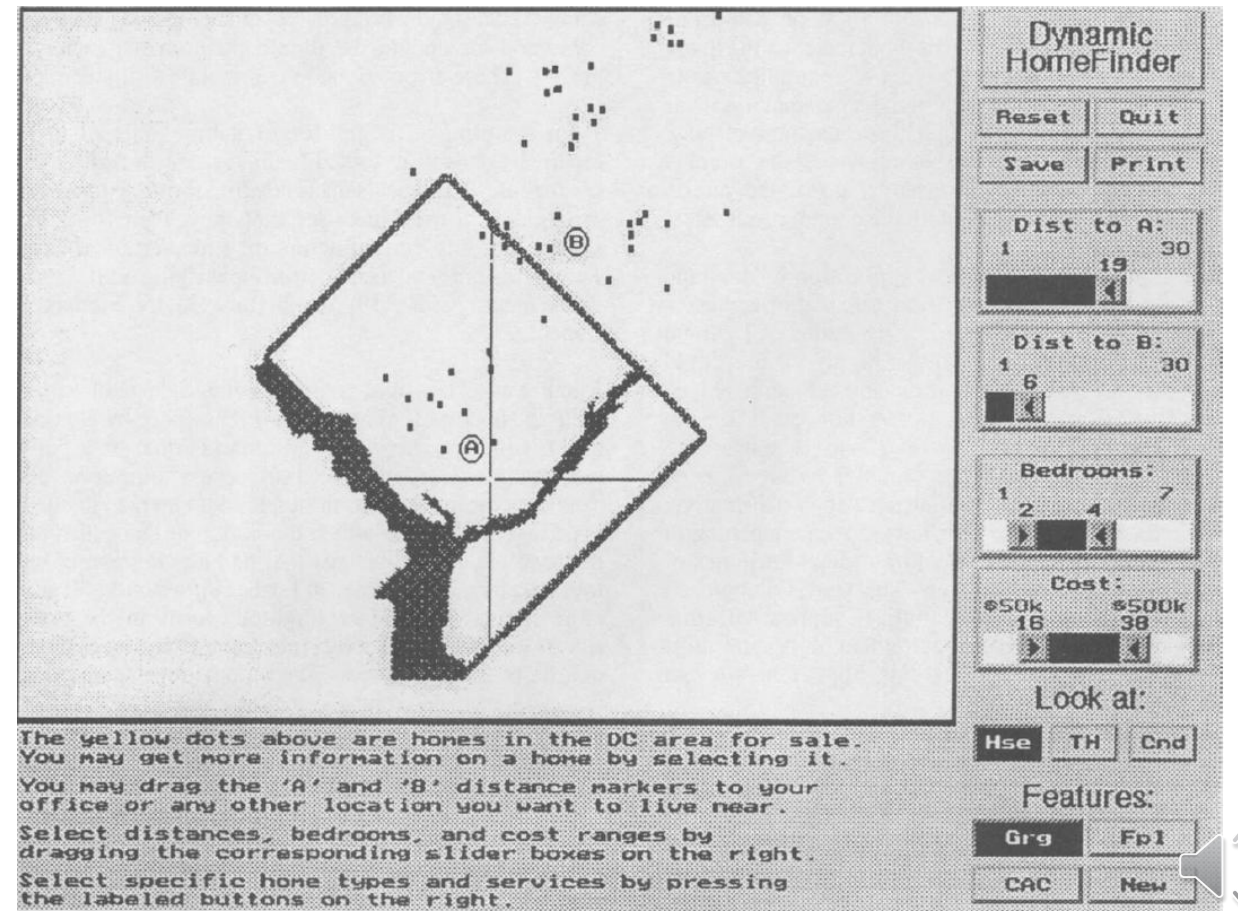 Dynamic
HomeFinder
Reset Quit
Save Print
Dist to A:
1 30
19
Dist to B:
1 30
6
Bedrooms:
1 7
2 4
Cost:
$50k $500k
16 38
Look at:
Hse TH Cnd
Features:
Grg Fpl
CAC New
B
A
The yellow dots above are homes in the DC area for sale.
You may get more information on a home by selecting it.
You may drag the 'A' and 'B' distance markers to your
office or any other location you want to live near.
Select distances, bedrooms, and cost ranges by
dragging the corresponding slider boxes on the right.
Select specific home types and services by pressing
the labeled buttons on the right.